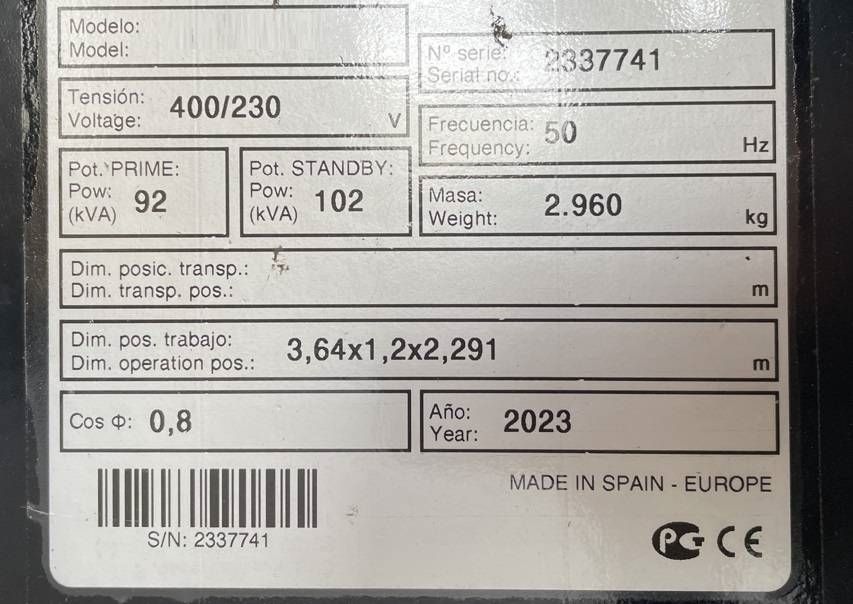 Modelo:
Model:
Nº serie: 2337741
Serial no.:
Tensión: 400/230 V
Voltage:
Frecuencia: 50 Hz
Frequency:
Pot. PRIME:
Pow: 92
(kVA)
Pot. STANDBY:
Pow: 102
(kVA)
Masa: 2.960 kg
Weight:
Dim. posic. transp.:
Dim. transp. pos.: m
Dim. pos. trabajo: 3,64x1,2x2,291
Dim. operation pos.: m
Cos Φ: 0,8
Año: 2023
Year:
MADE IN SPAIN - EUROPE
S/N: 2337741
PCT CE